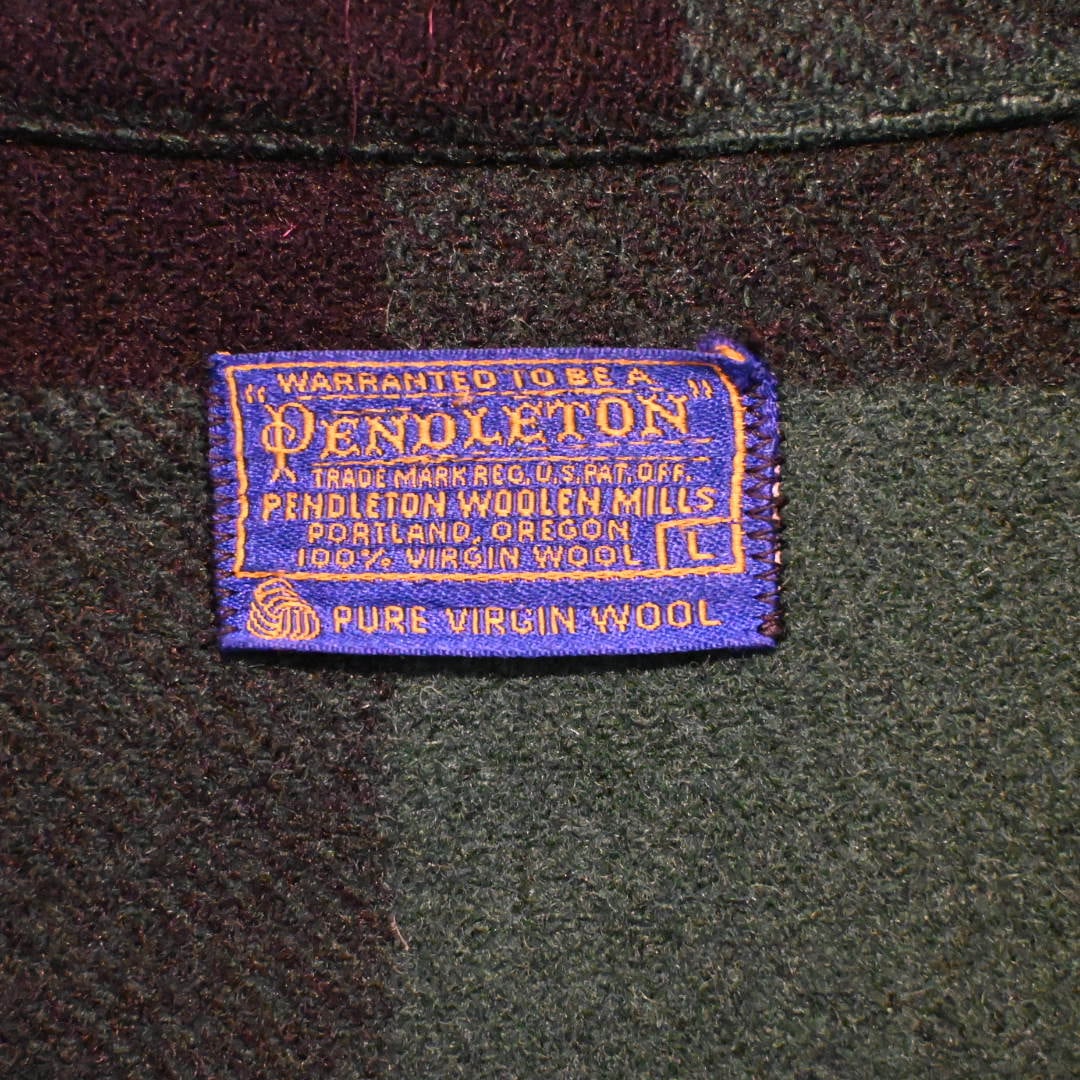 WARRANTED TO BE A
"PENDLETON"
TRADE MARK REG. U.S. PAT. OFF.
PENDLETON WOOLEN MILLS
PORTLAND, OREGON
100% VIRGIN WOOL L
PURE VIRGIN WOOL